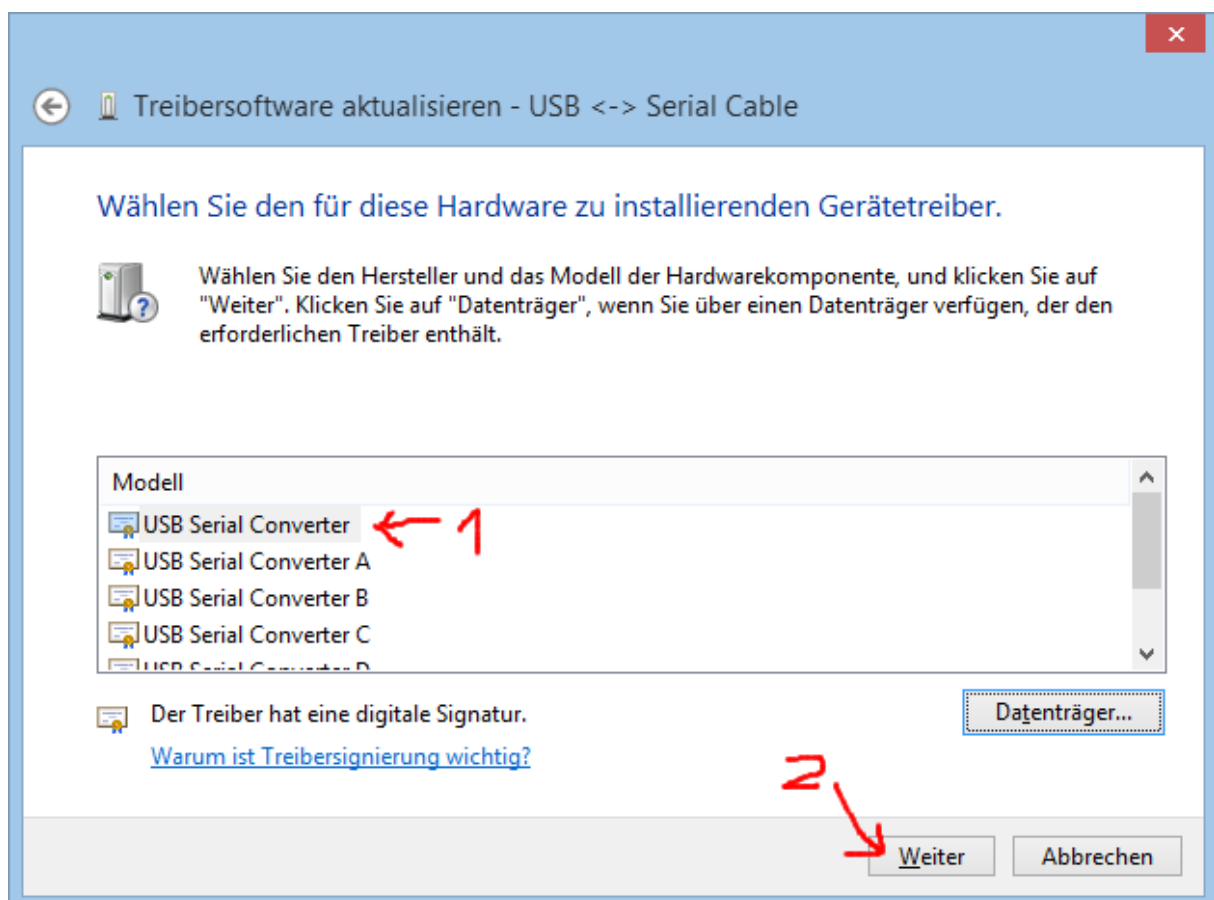 Treibersoftware aktualisieren - USB <-> Serial Cable
Wählen Sie den für diese Hardware zu installierenden Gerätetreiber.
Wählen Sie den Hersteller und das Modell der Hardwarekomponente, und klicken Sie auf
"Weiter". Klicken Sie auf "Datenträger", wenn Sie über einen Datenträger verfügen, der den
erforderlichen Treiber enthält.
Modell
USB Serial Converter 1
USB Serial Converter A
USB Serial Converter B
USB Serial Converter C
USB Serial Converter D
Der Treiber hat eine digitale Signatur.
Datenträger...
Warum ist Treibersignierung wichtig?
2
Weiter
Abbrechen